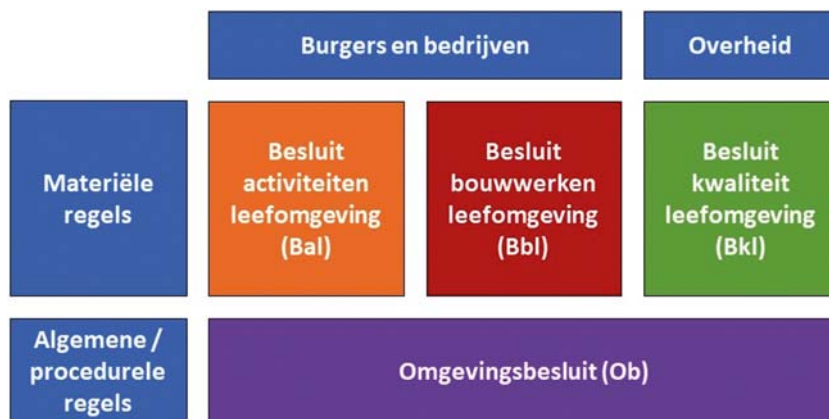 Burgers en bedrijven
Overheid
Materiële
regels
Besluit
activiteiten
leefomgeving
(Bal)
Besluit
bouwwerken
leefomgeving
(Bbl)
Besluit
kwaliteit
leefomgeving
(Bkl)
Algemene /
procedurele
regels
Omgevingsbesluit (Ob)